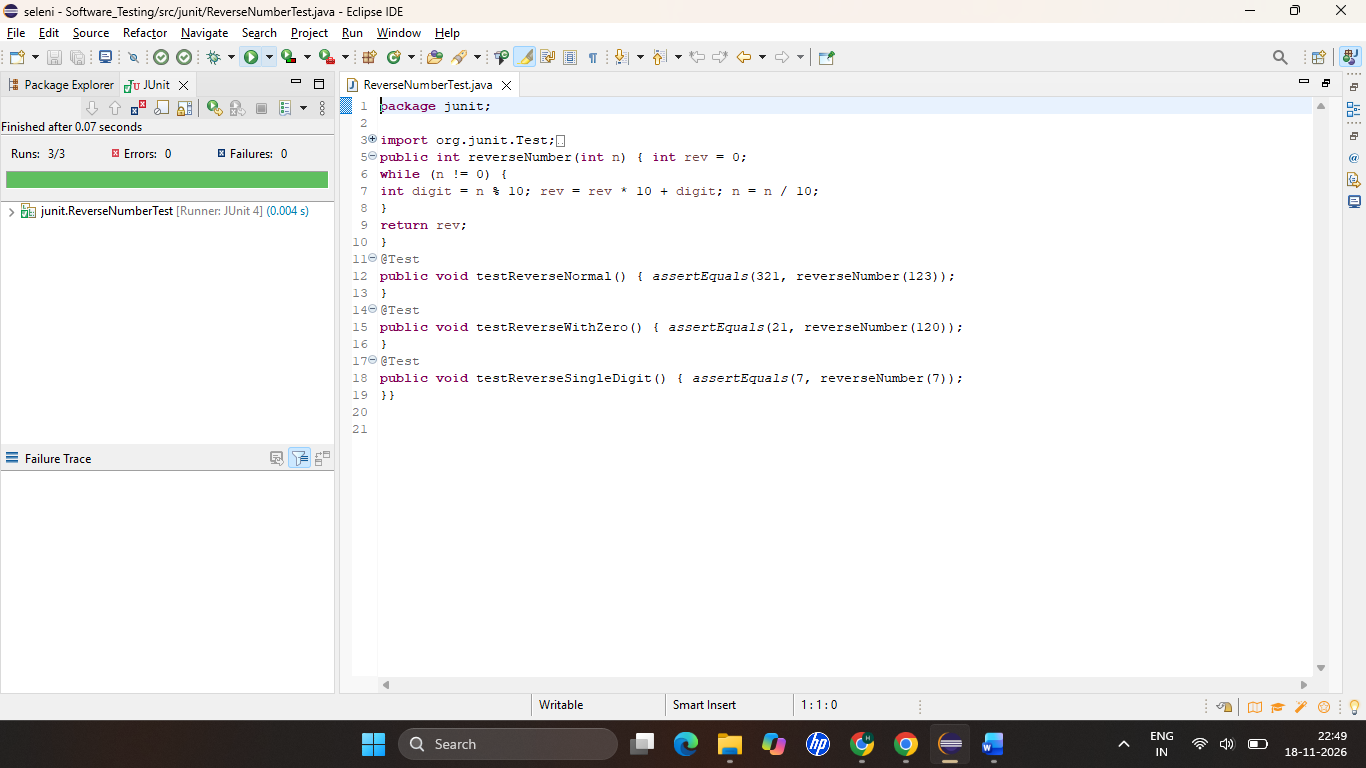 seleni - Software_Testing/src/junit/ReverseNumberTest.java - Eclipse IDE
File Edit Source Refactor Navigate Search Project Run Window Help
Package Explorer JUnit
Finished after 0.07 seconds
Runs: 3/3 Errors: 0 Failures: 0
junit.ReverseNumberTest [Runner: JUnit 4] (0.004 s)
Failure Trace
ReverseNumberTest.java
1 package junit;
2
3 import org.junit.Test;
5 public int reverseNumber(int n) { int rev = 0;
6 while (n != 0) {
7 int digit = n % 10; rev = rev * 10 + digit; n = n / 10;
8 }
9 return rev;
10 }
11 @Test
12 public void testReverseNormal() { assertEquals(321, reverseNumber(123));
13 }
14 @Test
15 public void testReverseWithZero() { assertEquals(21, reverseNumber(120));
16 }
17 @Test
18 public void testReverseSingleDigit() { assertEquals(7, reverseNumber(7));
19 }}
20
21
Writable Smart Insert 1 : 1 : 0
Search
ENG
IN
22:49
18-11-2026